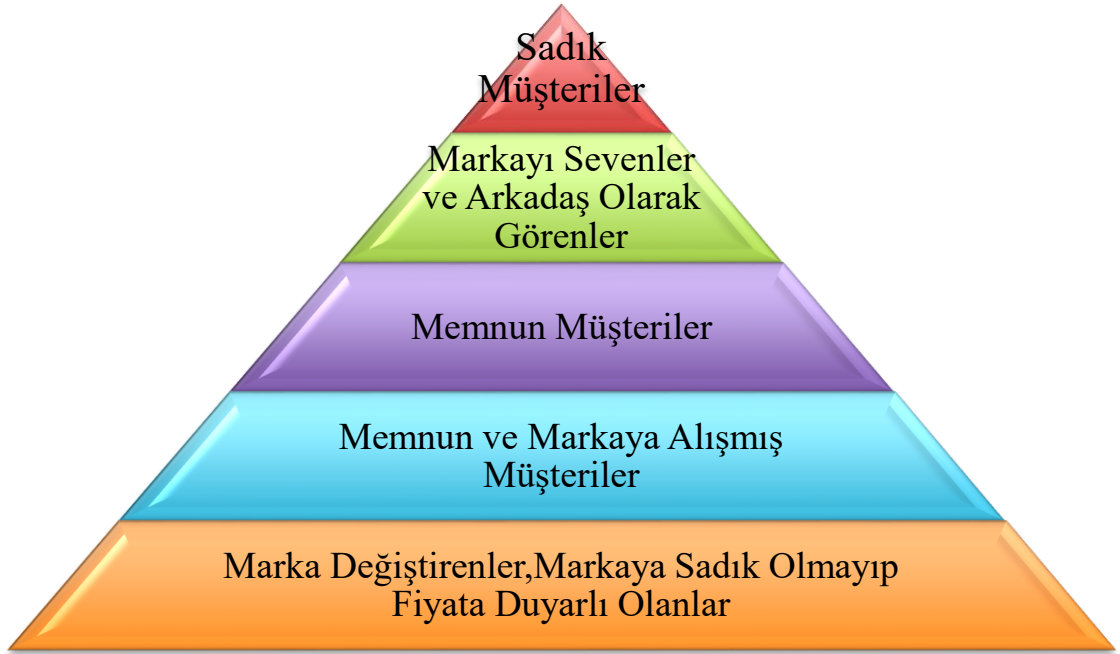 Sadık
Müşteriler
Markayı Sevenler
ve Arkadaş Olarak
Görenler
Memnun Müşteriler
Memnun ve Markaya Alışmış
Müşteriler
Marka Değiştirenler,Markaya Sadık Olmayıp
Fiyata Duyarlı Olanlar